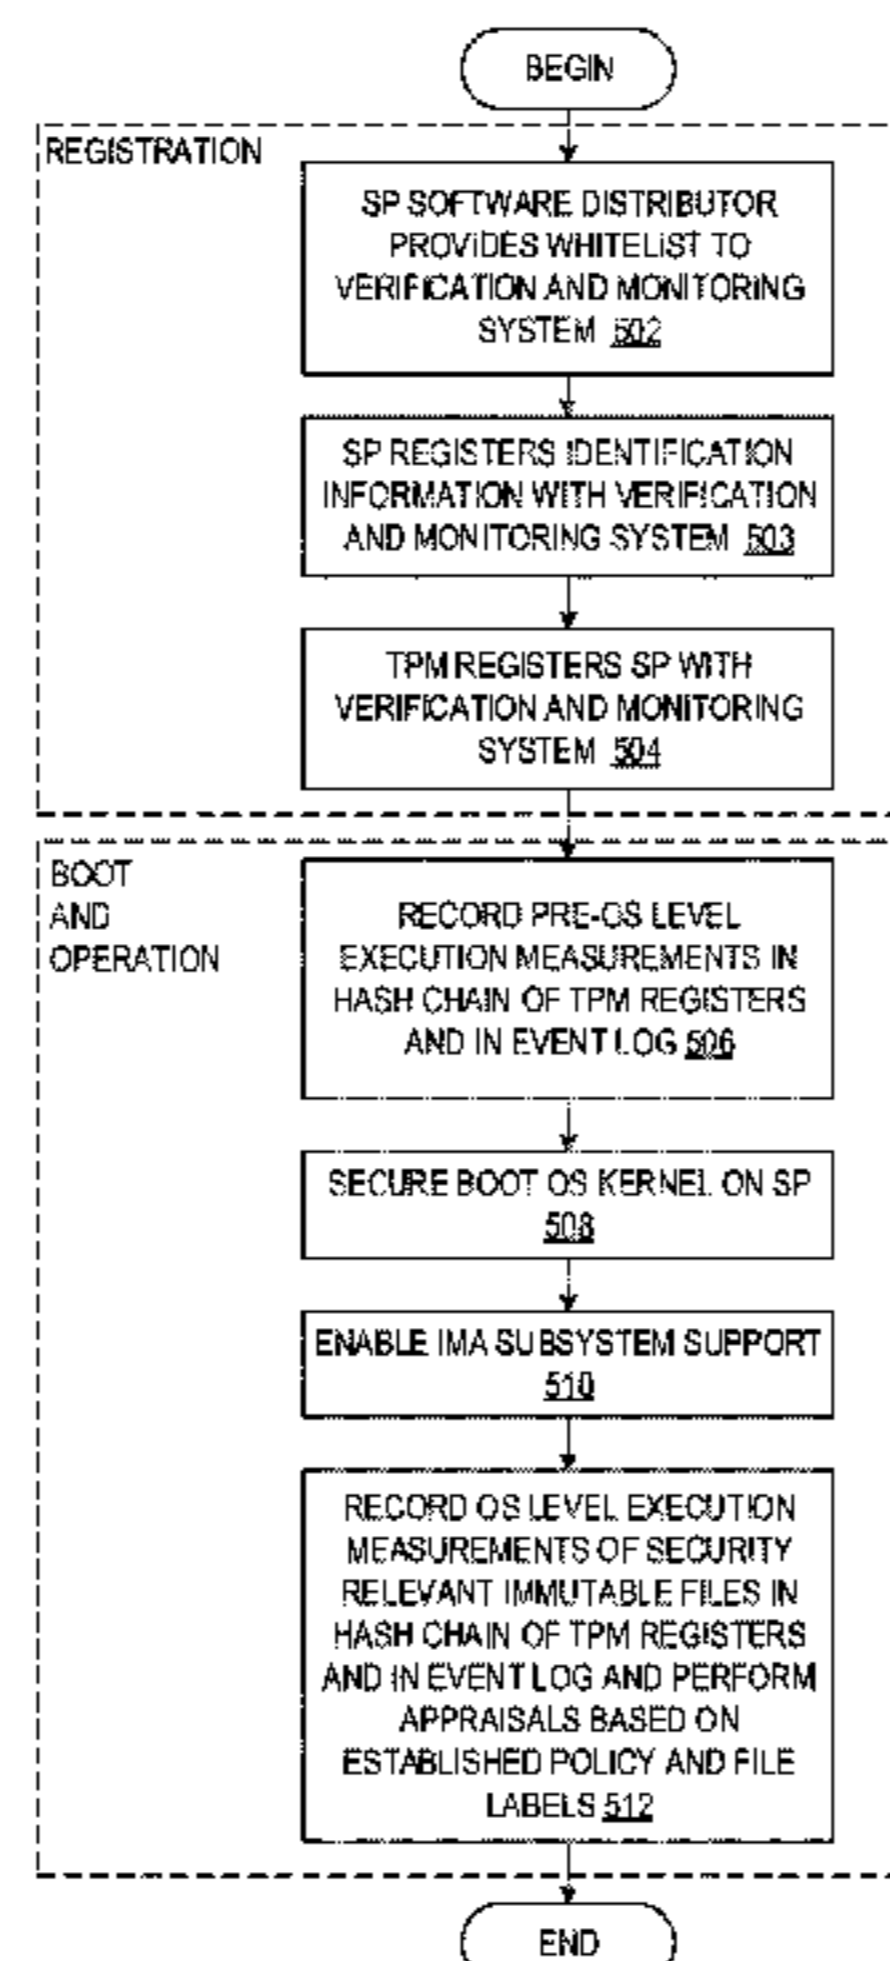 BEGIN
REGISTRATION
SP SOFTWARE DISTRIBUTOR
PROVIDES WHITELIST TO
VERIFICATION AND MONITORING
SYSTEM 502
SP REGISTERS IDENTIFICATION
INFORMATION WITH VERIFICATION
AND MONITORING SYSTEM 503
TPM REGISTERS SP WITH
VERIFICATION AND MONITORING
SYSTEM 504
BOOT
AND
OPERATION
RECORD PRE-OS LEVEL
EXECUTION MEASUREMENTS IN
HASH CHAIN OF TPM REGISTERS
AND IN EVENT LOG 506
SECURE BOOT OS KERNEL ON SP
508
ENABLE IMA SUBSYSTEM SUPPORT
510
RECORD OS LEVEL EXECUTION
MEASUREMENTS OF SECURITY
RELEVANT IMMUTABLE FILES IN
HASH CHAIN OF TPM REGISTERS
AND IN EVENT LOG AND PERFORM
APPRAISALS BASED ON
ESTABLISHED POLICY AND FILE
LABELS 512
END